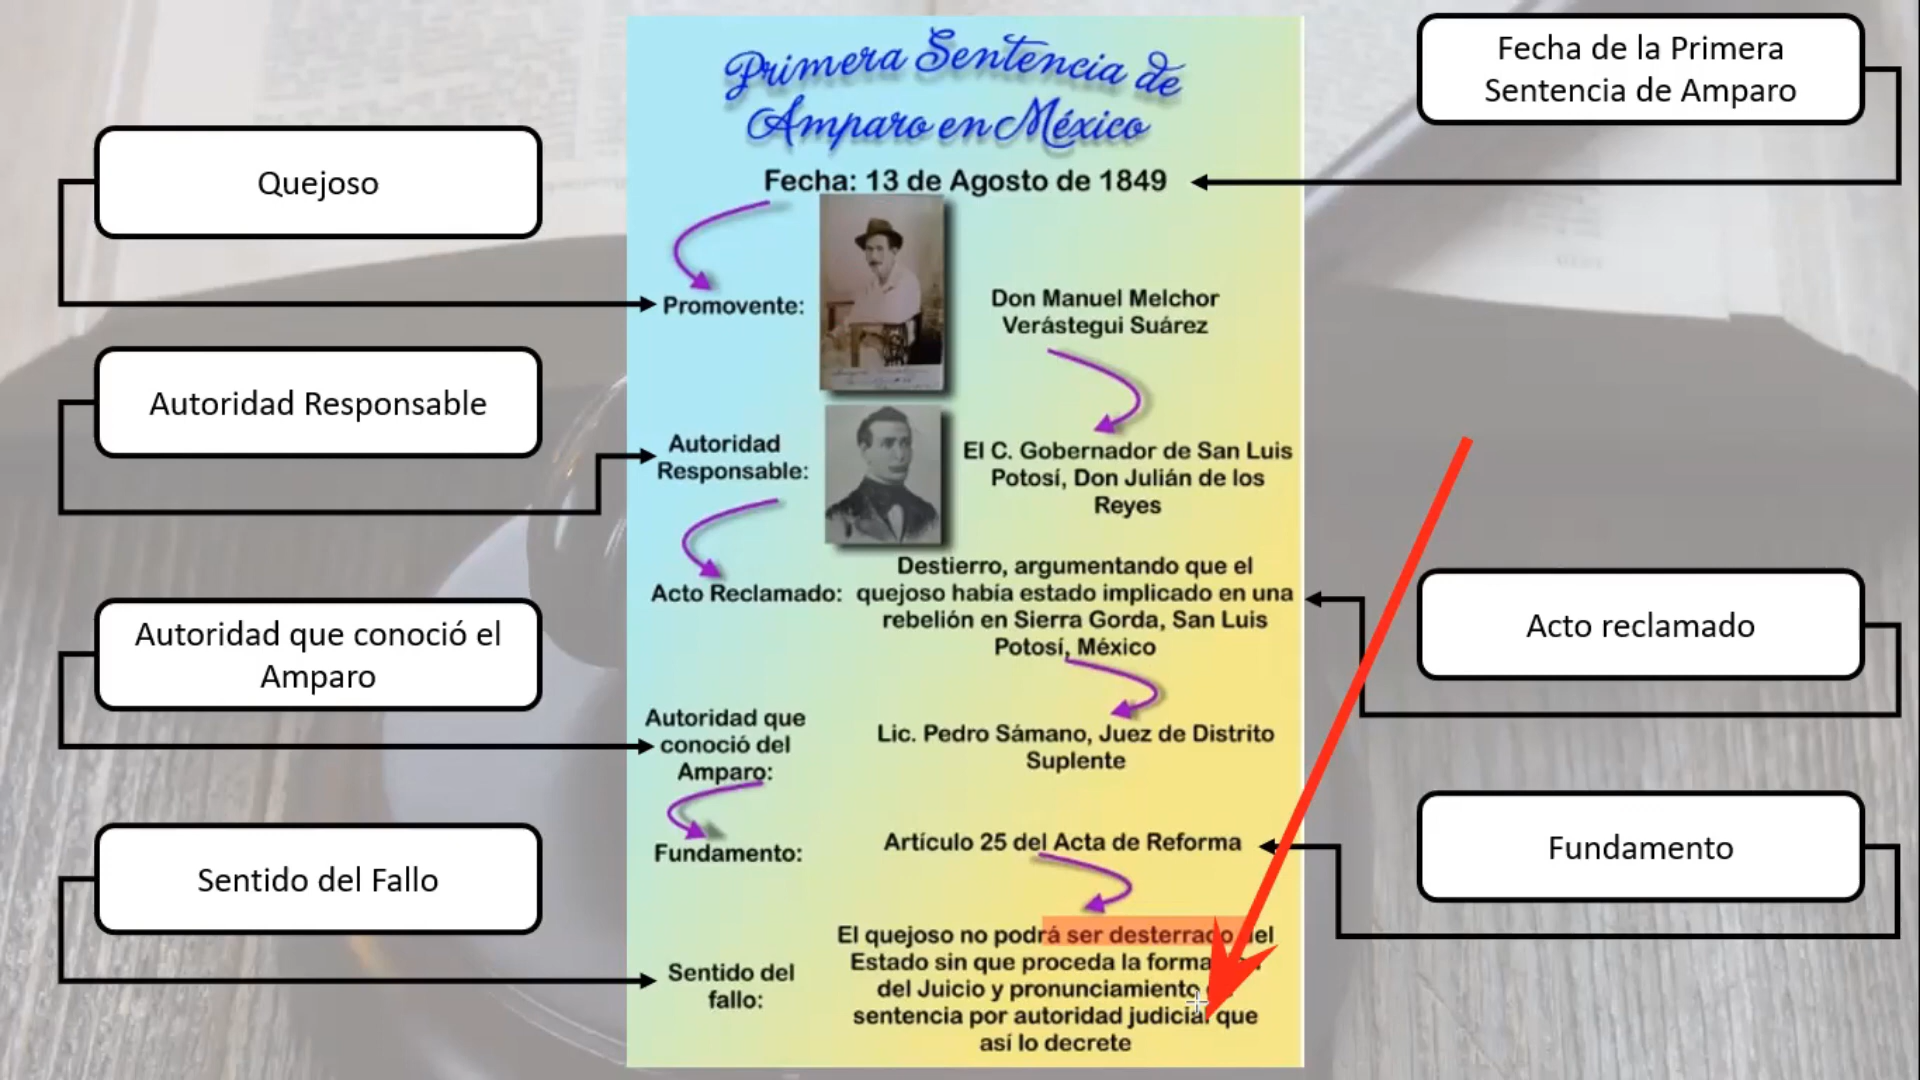 Primera Sentencia de
Amparo en México
Fecha: 13 de Agosto de 1849
Fecha de la Primera
Sentencia de Amparo
Quejoso
Promovente:
Don Manuel Melchor
Verástegui Suárez
Autoridad Responsable
Autoridad
Responsable:
El C. Gobernador de San Luis
Potosí, Don Julián de los
Reyes
Acto Reclamado:
Destierro, argumentando que el
quejoso había estado implicado en una
rebelión en Sierra Gorda, San Luis
Potosí, México
Acto reclamado
Autoridad que conoció el
Amparo
Autoridad que
conoció del
Amparo:
Lic. Pedro Sámano, Juez de Distrito
Suplente
Fundamento:
Artículo 25 del Acta de Reforma
Fundamento
Sentido del Fallo
Sentido del
fallo:
El quejoso no podrá ser desterrado del
Estado sin que proceda la
del Juicio y pronunciamiento
sentencia por autoridad judicial que
así lo decrete